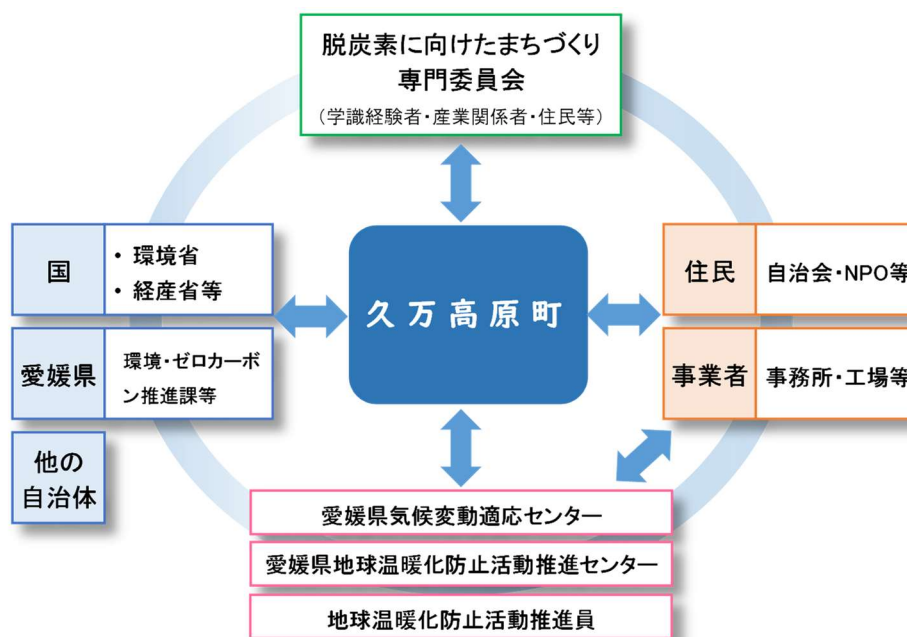 脱炭素に向けたまちづくり
専門委員会
（学識経験者・産業関係者・住民等）
国
・ 環境省
・ 経産省等
愛媛県
環境・ゼロカーボ
ン推進課等
他の
自治体
久万高原町
住民
自治会・NPO等
事業者
事務所・工場等
愛媛県気候変動適応センター
愛媛県地球温暖化防止活動推進センター
地球温暖化防止活動推進員